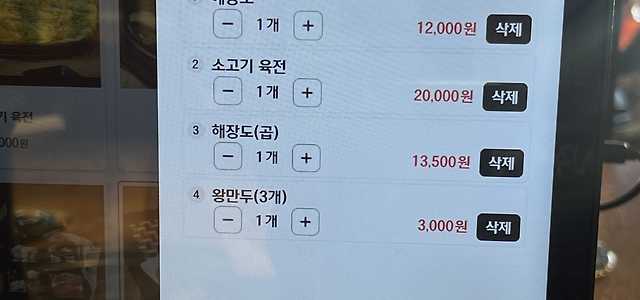 − 1개 + 12,000원 삭제
2 소고기 육전
− 1개 + 20,000원 삭제
3 해장도(곱)
− 1개 + 13,500원 삭제
4 왕만두(3개)
− 1개 + 3,000원 삭제
육전
000원